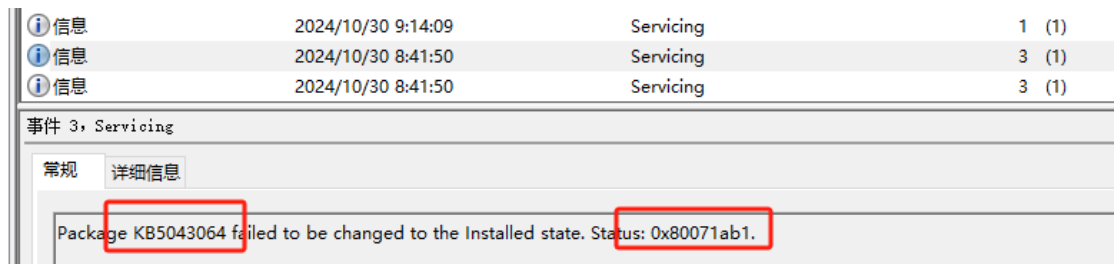 信息 2024/10/30 9:14:09 Servicing 1 (1)
信息 2024/10/30 8:41:50 Servicing 3 (1)
信息 2024/10/30 8:41:50 Servicing 3 (1)
事件 3，Servicing
常规 详细信息
Package KB5043064 failed to be changed to the Installed state. Status: 0x80071ab1.